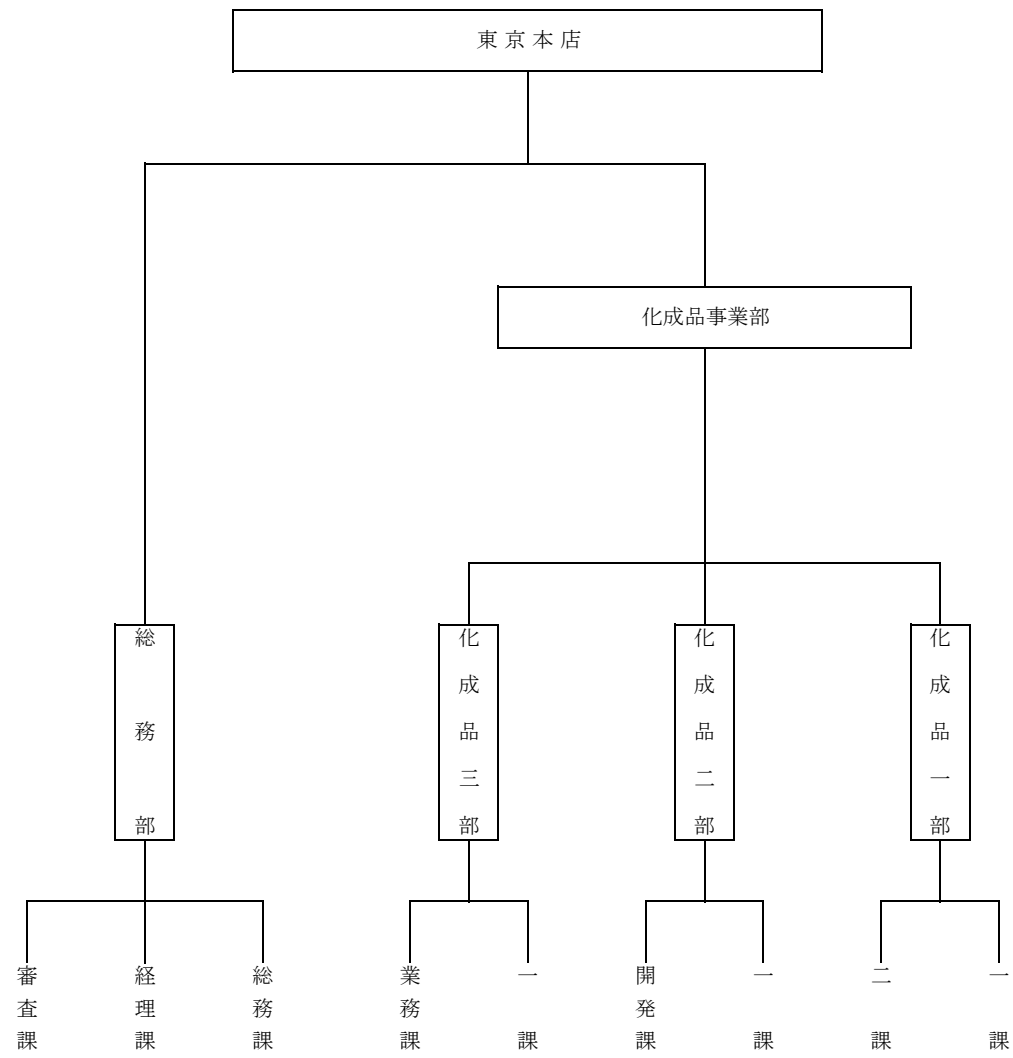 東京本店
化成品事業部
化成品一部
化成品二部
化成品三部
総務部
一課
二課
一課
開発課
一課
業務課
総務課
経理課
審査課